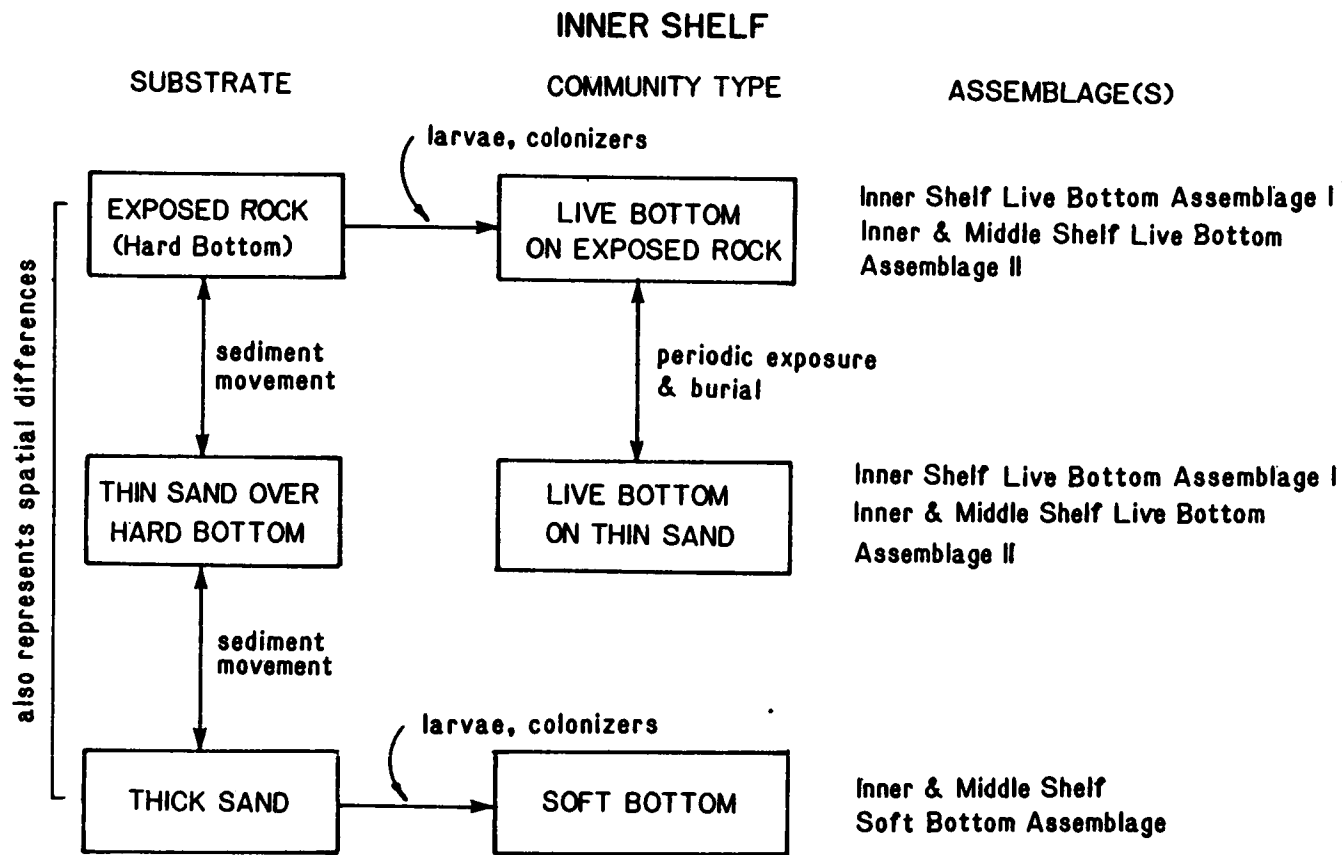 INNER SHELF
SUBSTRATE
COMMUNITY TYPE
ASSEMBLAGE(S)
larvae, colonizers
EXPOSED ROCK
(Hard Bottom)
LIVE BOTTOM
ON EXPOSED ROCK
Inner Shelf Live Bottom Assemblage I
Inner & Middle Shelf Live Bottom
Assemblage II
also represents spatial differences
sediment
movement
periodic exposure
& burial
THIN SAND OVER
HARD BOTTOM
LIVE BOTTOM
ON THIN SAND
Inner Shelf Live Bottom Assemblage I
Inner & Middle Shelf Live Bottom
Assemblage II
sediment
movement
larvae, colonizers
THICK SAND
SOFT BOTTOM
Inner & Middle Shelf
Soft Bottom Assemblage